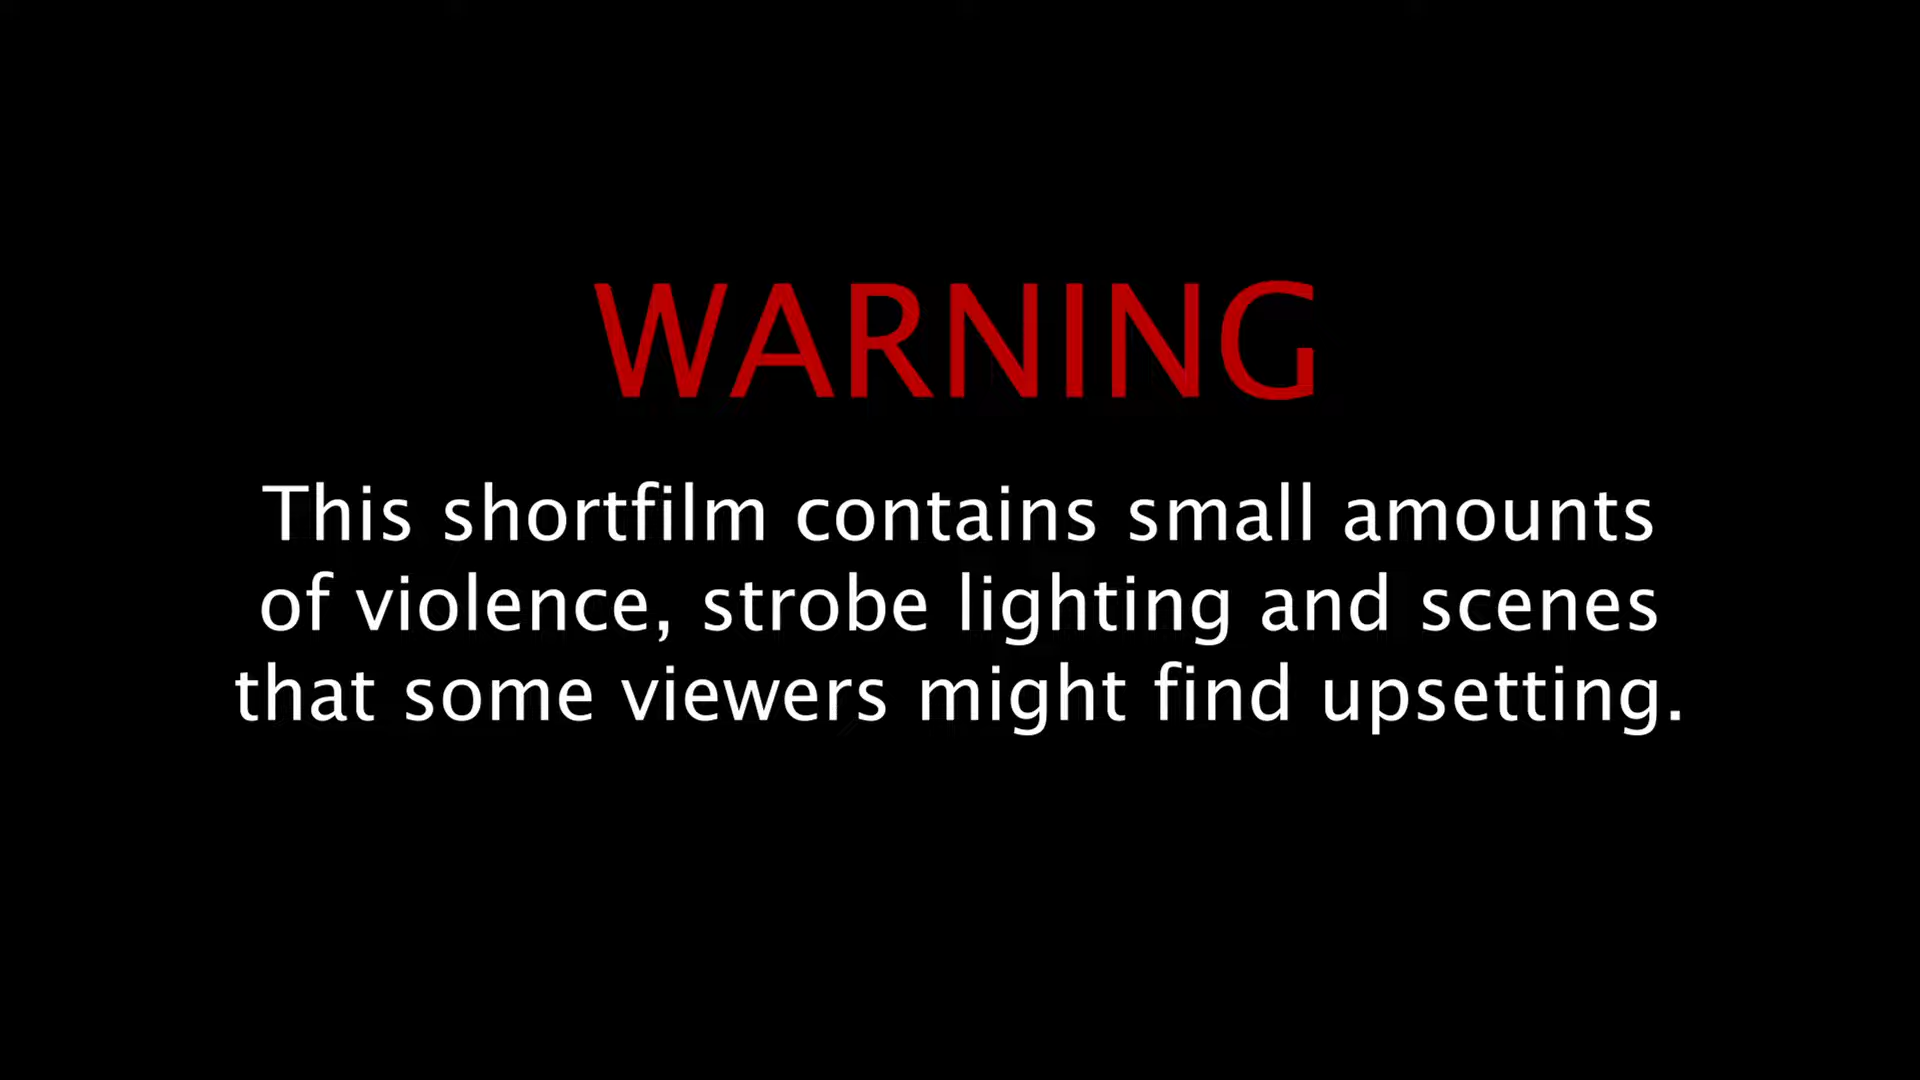 WARNING
This shortfilm contains small amounts
of violence, strobe lighting and scenes
that some viewers might find upsetting.